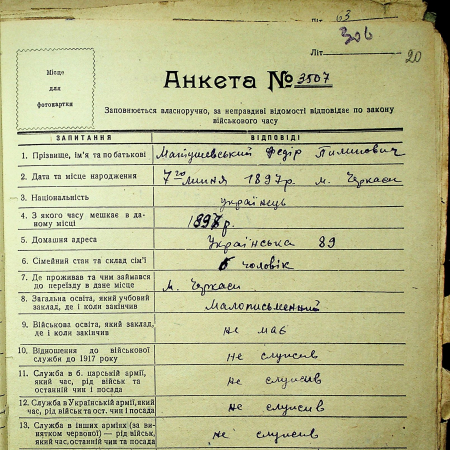 Літ 63
306
Літ
20
Місце
для
фотокартки
Анкета № 3507
Заповнюється власноручно, за неправдиві відомості відповідає по закону
військового часу
ЗАПИТАННЯ ВІДПОВІДІ
1. Прізвище, ім'я та по батькові Матушевський Федір Пилипович
2. Дата та місце народження 7го липня 1897 р. м. Черкаси
3. Національність українець
4. З якого часу мешкає в даному місці 1897 р.
5. Домашня адреса Українська 89
6. Сімейний стан та склад сім'ї 6 чоловік
7. Де проживав та чим займався
до переїзду в дане місце м. Черкаси
8. Загальна освіта, який учбовий
заклад, де і коли закінчив Малописьменний
9. Військова освіта, який заклад,
де і коли закінчив не має
10. Відношення до військової
служби до 1917 року не служив
11. Служба в б. царській армії,
який час, рід військ та
останній чин і посада не служив
12. Служба в Українській армії, який
час, рід військ та ост. чин і посада не служив
13. Служба в інших арміях (за ви-
нятком червоної) — рід військ,
який час, останній чин та посада не служив